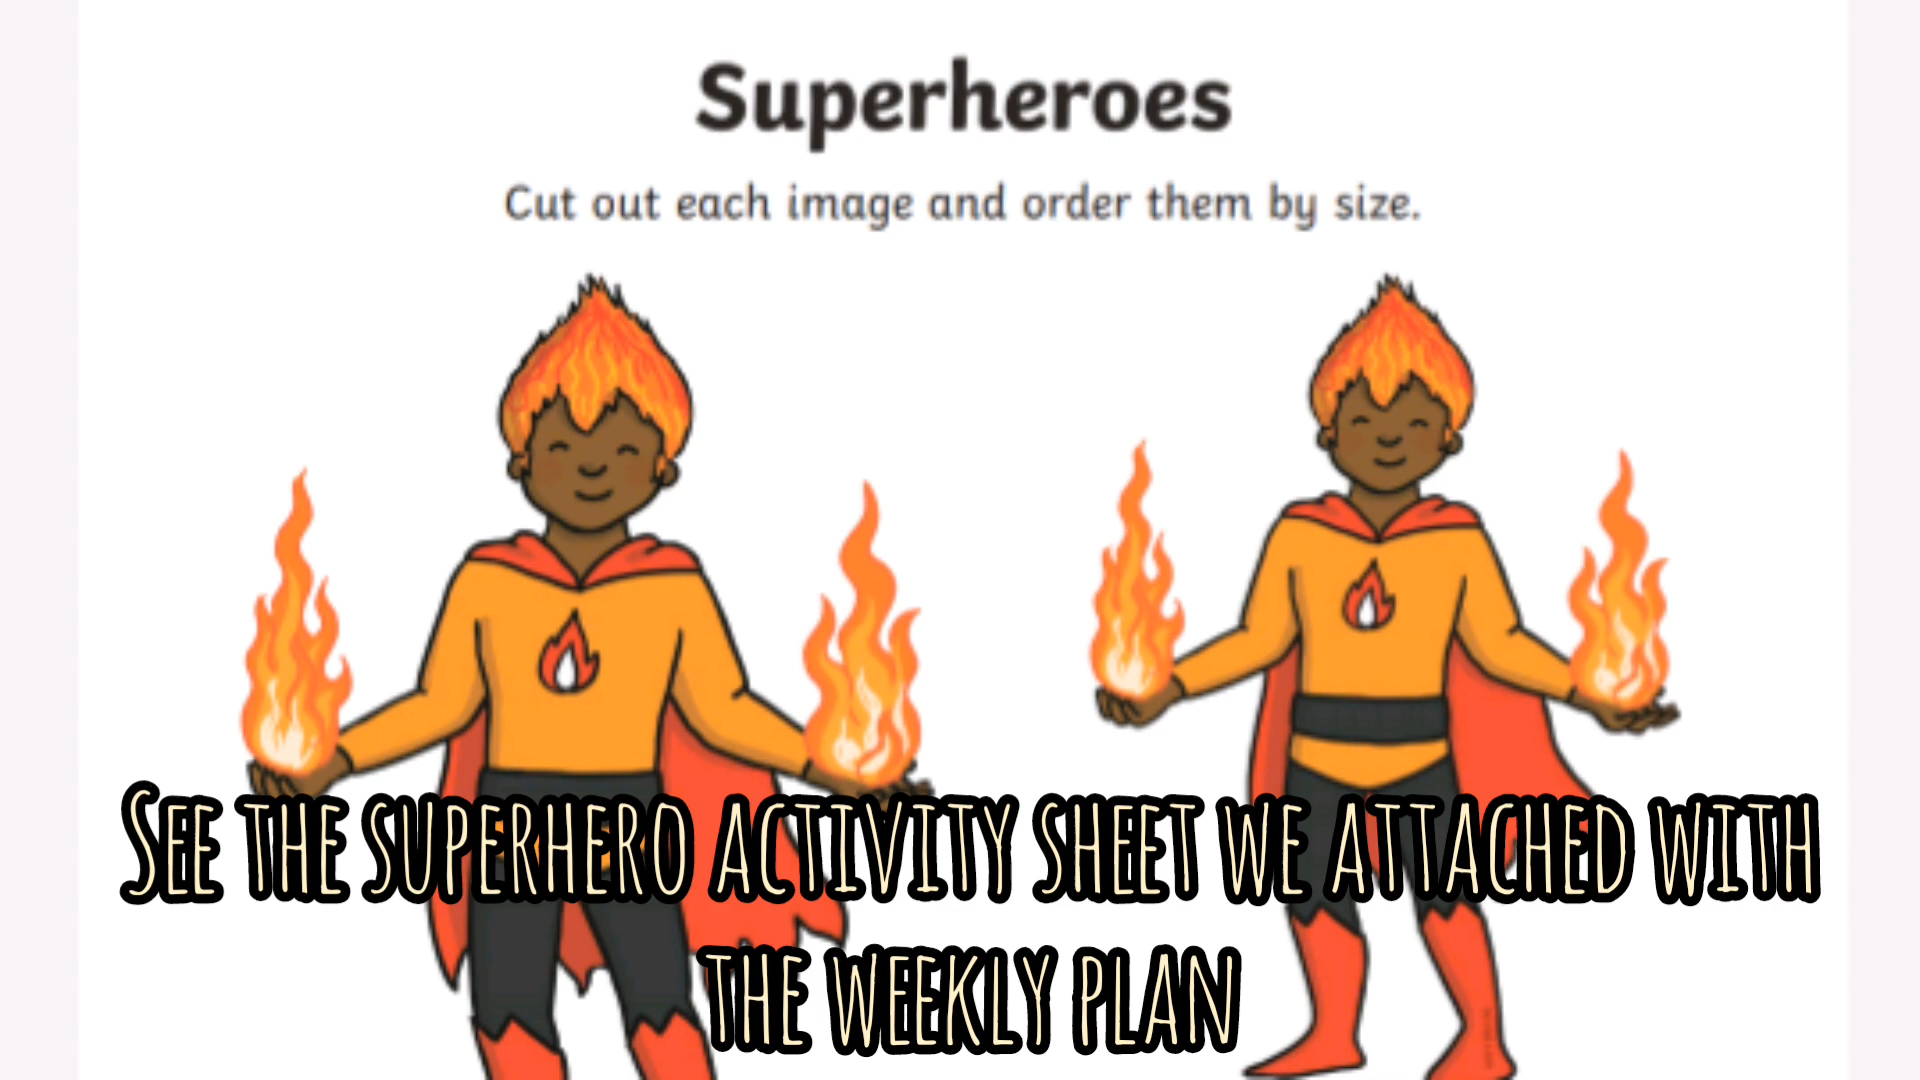 Superheroes
Cut out each image and order them by size.
See the superhero activity sheet we attached with
the weekly plan